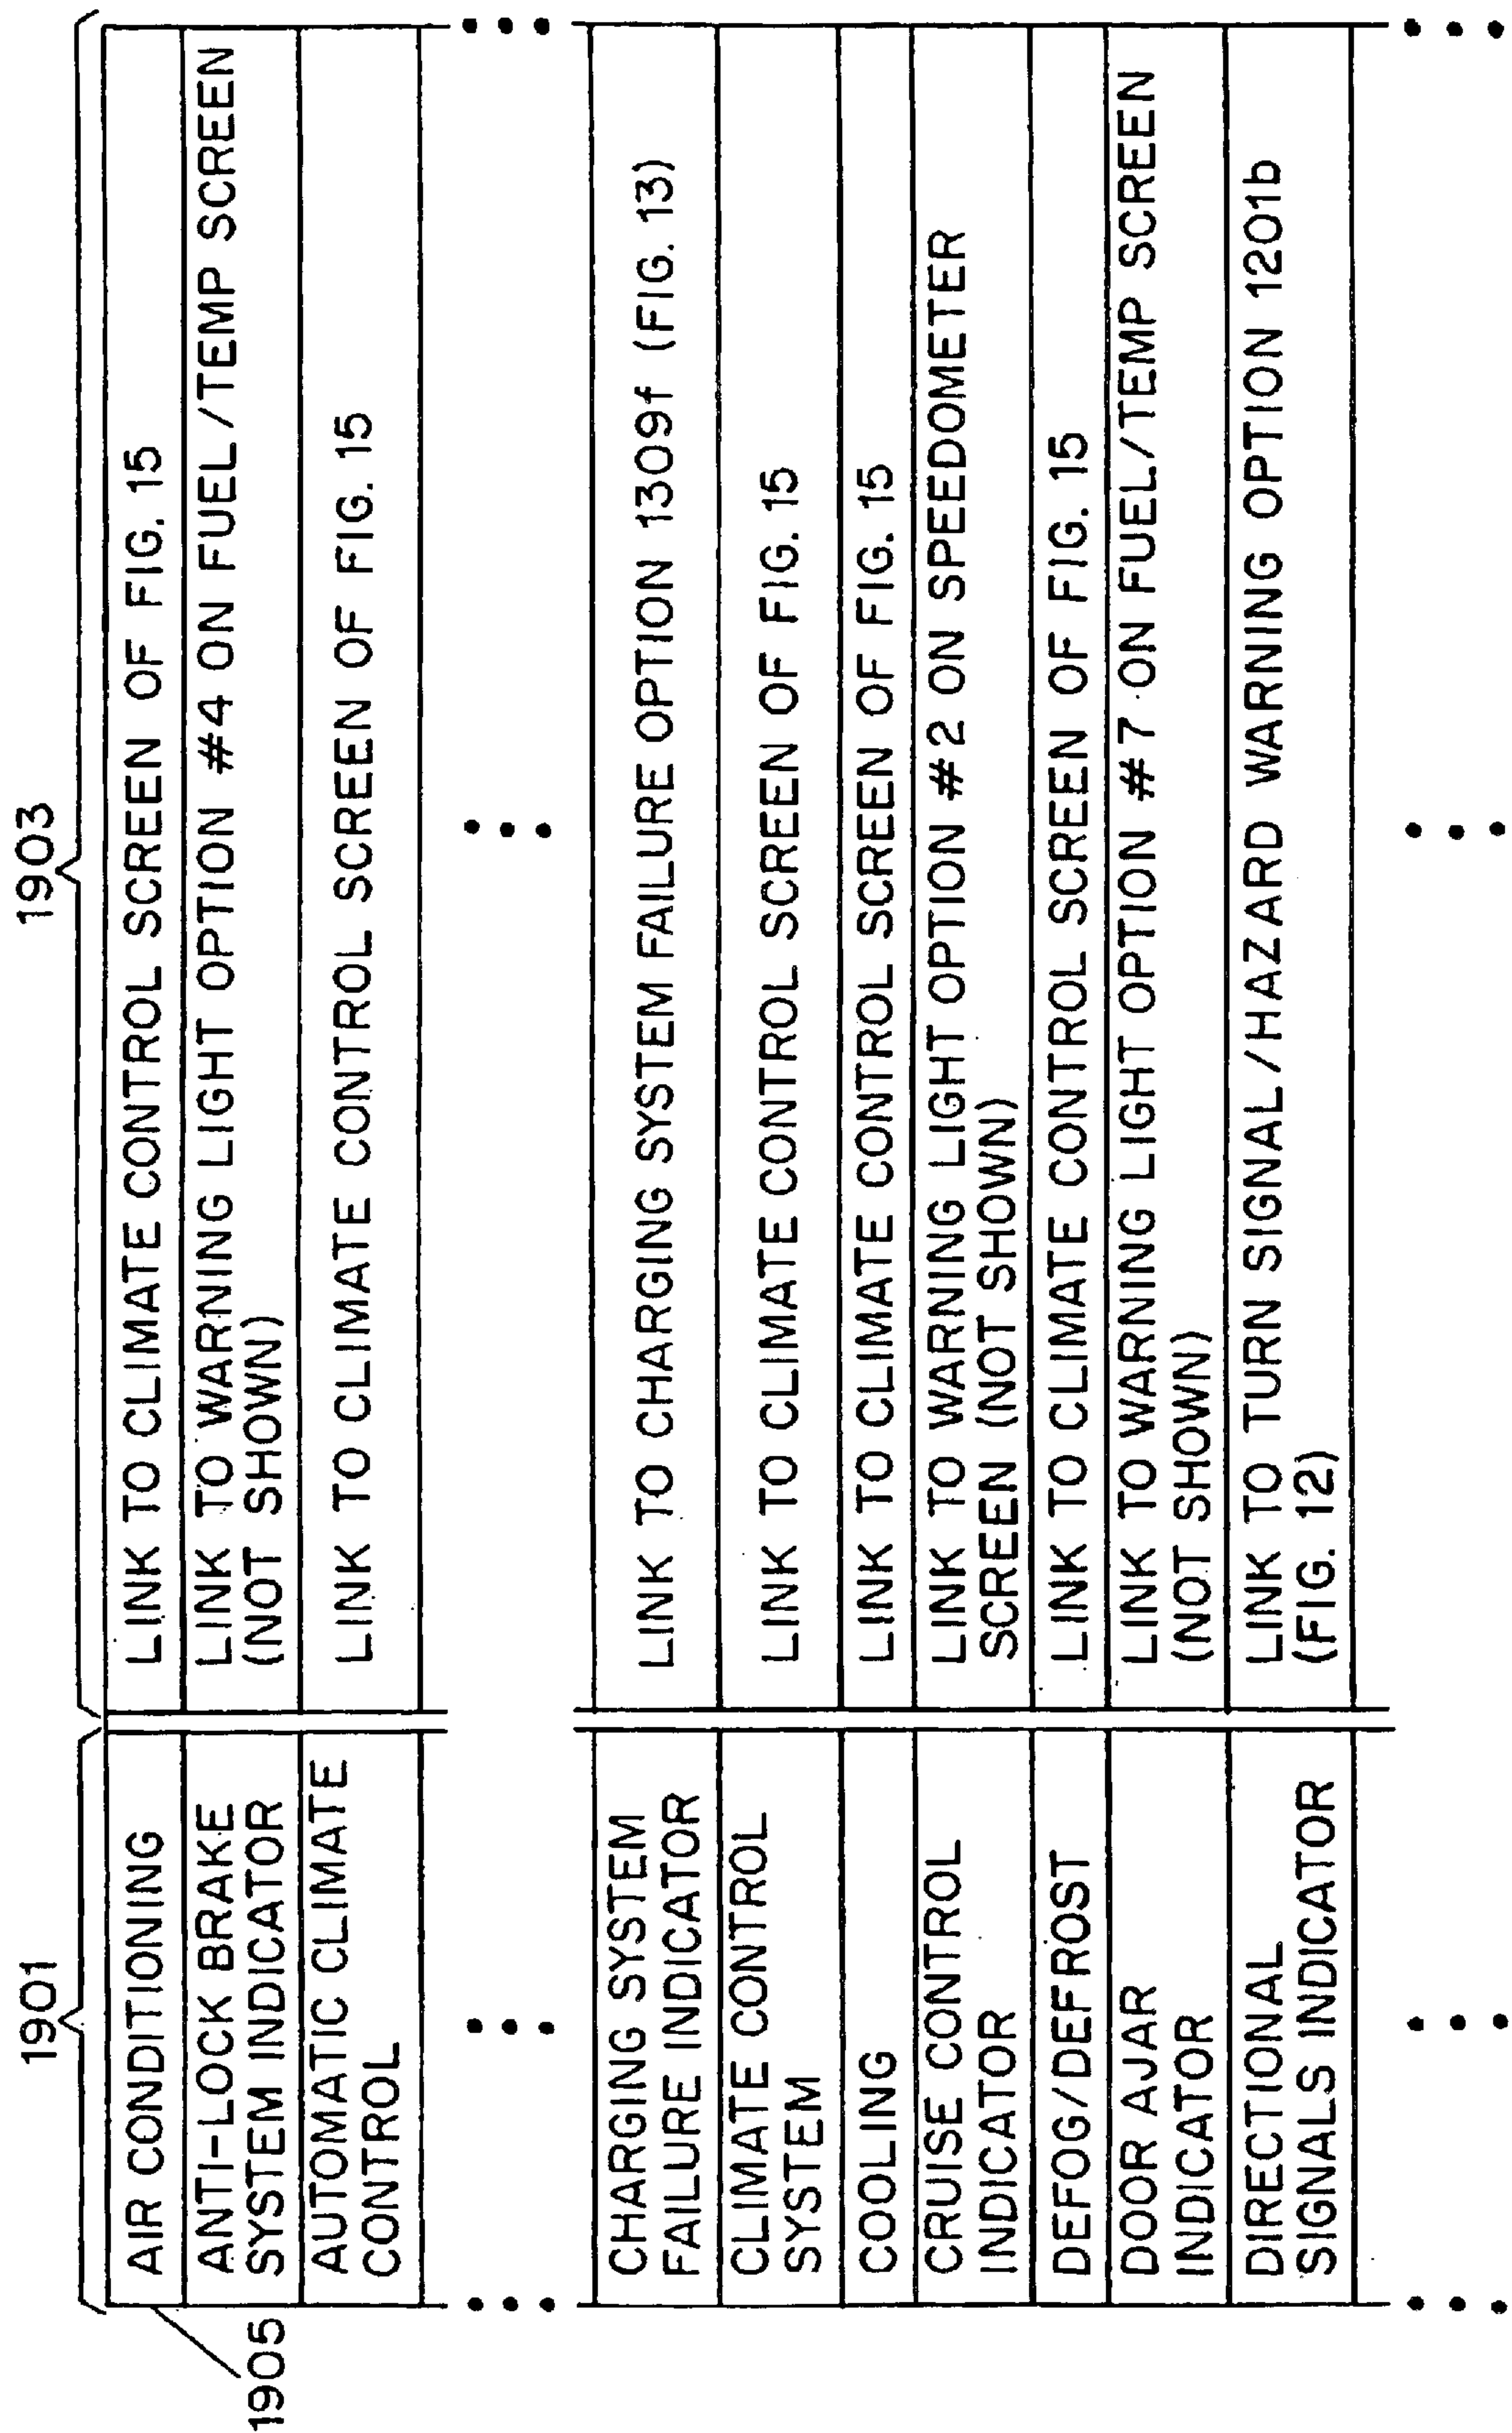 1901
1903
1905
AIR CONDITIONING
LINK TO CLIMATE CONTROL SCREEN OF FIG. 15
ANTI-LOCK BRAKE
SYSTEM INDICATOR
LINK TO WARNING LIGHT OPTION #4 ON FUEL/TEMP SCREEN
(NOT SHOWN)
AUTOMATIC CLIMATE
CONTROL
LINK TO CLIMATE CONTROL SCREEN OF FIG. 15
CHARGING SYSTEM
FAILURE INDICATOR
LINK TO CHARGING SYSTEM FAILURE OPTION 1309f (FIG. 13)
CLIMATE CONTROL
SYSTEM
LINK TO CLIMATE CONTROL SCREEN OF FIG. 15
COOLING
LINK TO CLIMATE CONTROL SCREEN OF FIG. 15
CRUISE CONTROL
INDICATOR
LINK TO WARNING LIGHT OPTION #2 ON SPEEDOMETER
SCREEN (NOT SHOWN)
DEFOG/DEFROST
LINK TO CLIMATE CONTROL SCREEN OF FIG. 15
DOOR AJAR
INDICATOR
LINK TO WARNING LIGHT OPTION #7 ON FUEL/TEMP SCREEN
(NOT SHOWN)
DIRECTIONAL
SIGNALS INDICATOR
LINK TO TURN SIGNAL/HAZARD WARNING OPTION 1201b
(FIG. 12)